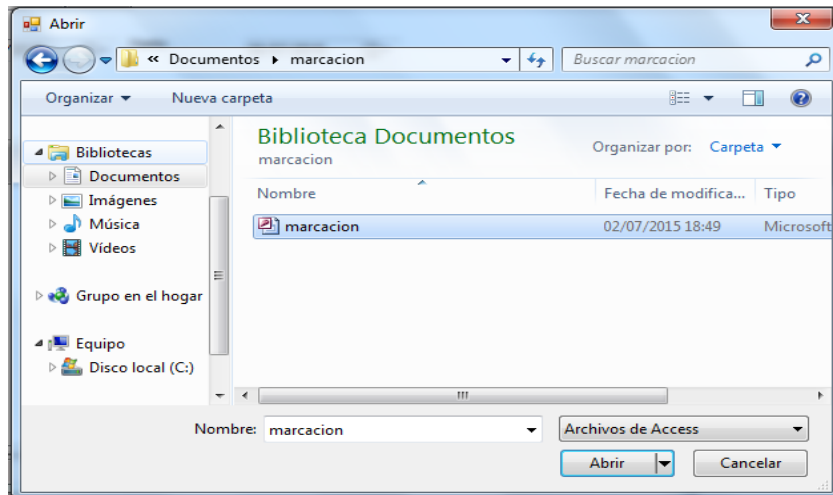 Abrir
« Documentos ▸ marcacion
Buscar marcacion
Organizar
Nueva carpeta
Bibliotecas
Documentos
Imágenes
Música
Vídeos
Grupo en el hogar
Equipo
Disco local (C:)
Biblioteca Documentos
marcacion
Organizar por: Carpeta
Nombre Fecha de modifica... Tipo
marcacion 02/07/2015 18:49 Microsoft
Nombre: marcacion
Archivos de Access
Abrir
Cancelar